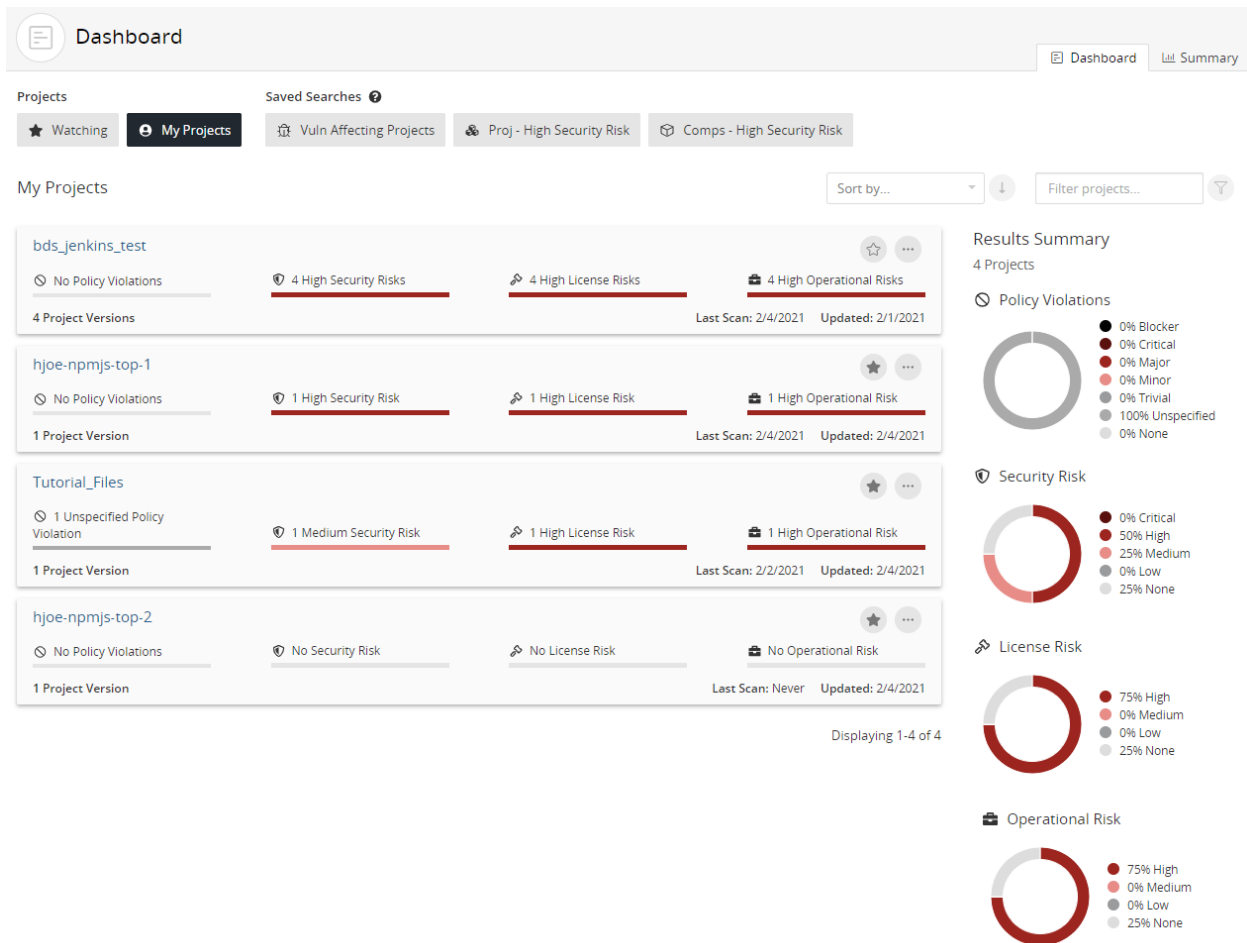 Dashboard
Dashboard
Summary
Projects
Saved Searches ?
Watching
My Projects
Vuln Affecting Projects
Proj - High Security Risk
Comps - High Security Risk
My Projects
Sort by...
Filter projects...
bds_jenkins_test
No Policy Violations
4 High Security Risks
4 High License Risks
4 High Operational Risks
4 Project Versions
Last Scan: 2/4/2021 Updated: 2/1/2021
hjoe-npmjs-top-1
No Policy Violations
1 High Security Risk
1 High License Risk
1 High Operational Risk
1 Project Version
Last Scan: 2/4/2021 Updated: 2/4/2021
Tutorial_Files
1 Unspecified Policy
Violation
1 Medium Security Risk
1 High License Risk
1 High Operational Risk
1 Project Version
Last Scan: 2/2/2021 Updated: 2/4/2021
hjoe-npmjs-top-2
No Policy Violations
No Security Risk
No License Risk
No Operational Risk
1 Project Version
Last Scan: Never Updated: 2/4/2021
Displaying 1-4 of 4
Results Summary
4 Projects
Policy Violations
0% Blocker
0% Critical
0% Major
0% Minor
0% Trivial
100% Unspecified
0% None
Security Risk
0% Critical
50% High
25% Medium
0% Low
25% None
License Risk
75% High
0% Medium
0% Low
25% None
Operational Risk
75% High
0% Medium
0% Low
25% None